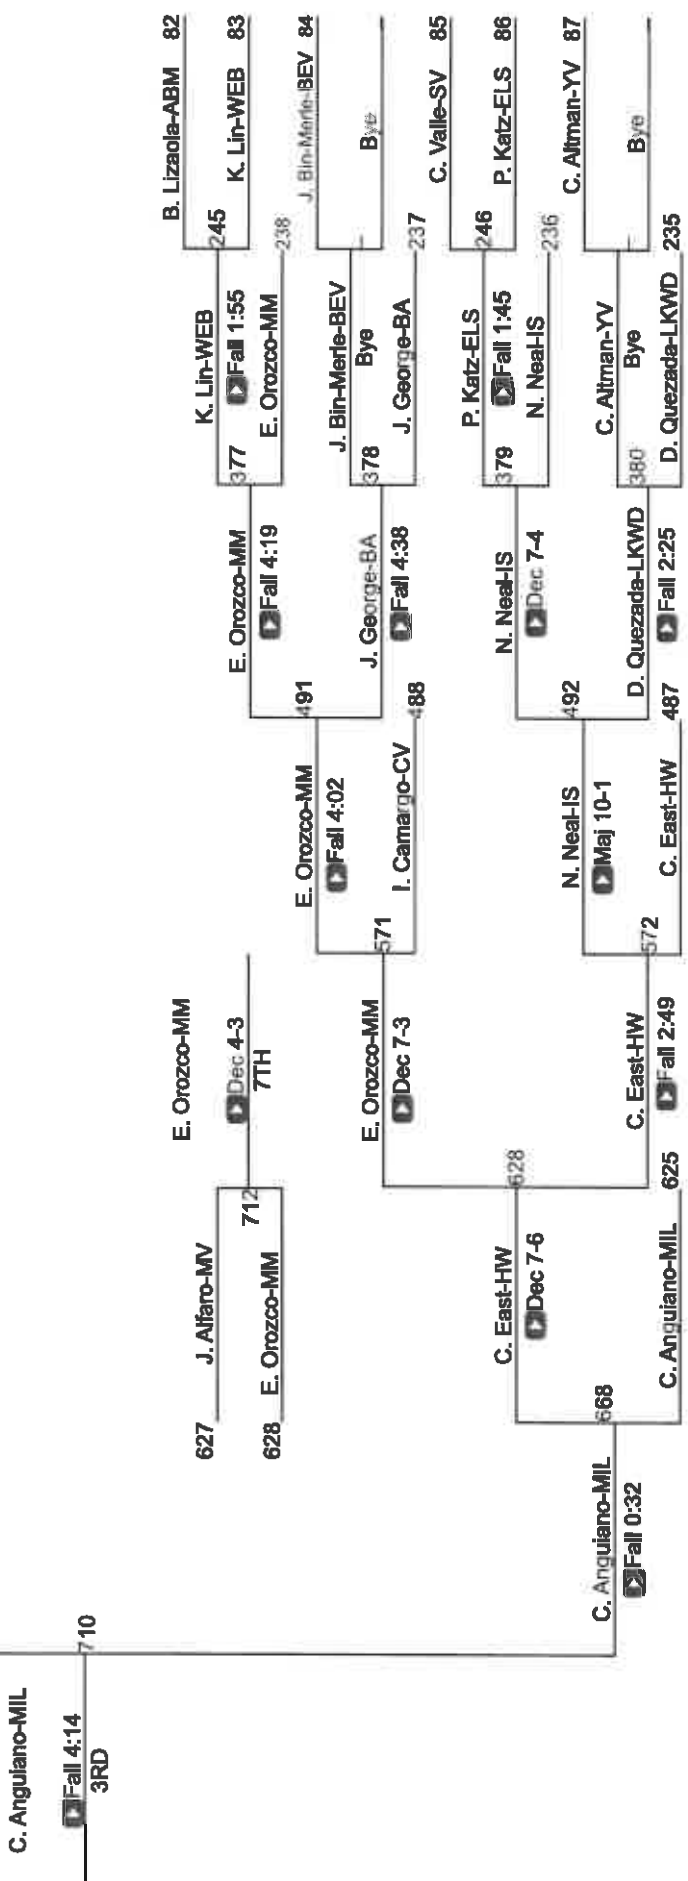 B. Lizaola-ABM 82
K. Lin-WEB 83
J. Bin-Merle-BEV 84
Bye
C. Valle-SV 85
P. Katz-ELS 86
C. Altman-YV 87
Bye
245
K. Lin-WEB
Fall 1:55
E. Orozco-MM 238
J. Bin-Merle-BEV
Bye
J. George-BA 237
246
P. Katz-ELS
Fall 1:45
N. Neal-IS 236
C. Altman-YV
Bye
D. Quezada-LKWD 235
377
E. Orozco-MM
Fall 4:19
378
J. George-BA
Fall 4:38
379
N. Neal-IS
Dec 7-4
380
D. Quezada-LKWD
Fall 2:25
491
E. Orozco-MM
Fall 4:02
I. Camargo-CV 488
492
N. Neal-IS
Maj 10-1
C. East-HW 487
571
E. Orozco-MM
Dec 7-3
572
C. East-HW
Fall 2:49
628
C. East-HW
Dec 7-6
C. Anguiano-MIL 625
668
C. Anguiano-MIL
Fall 0:32
710
C. Anguiano-MIL
Fall 4:14
3RD
627 J. Alfaro-MV
628 E. Orozco-MM
712
E. Orozco-MM
Dec 4-3
7TH